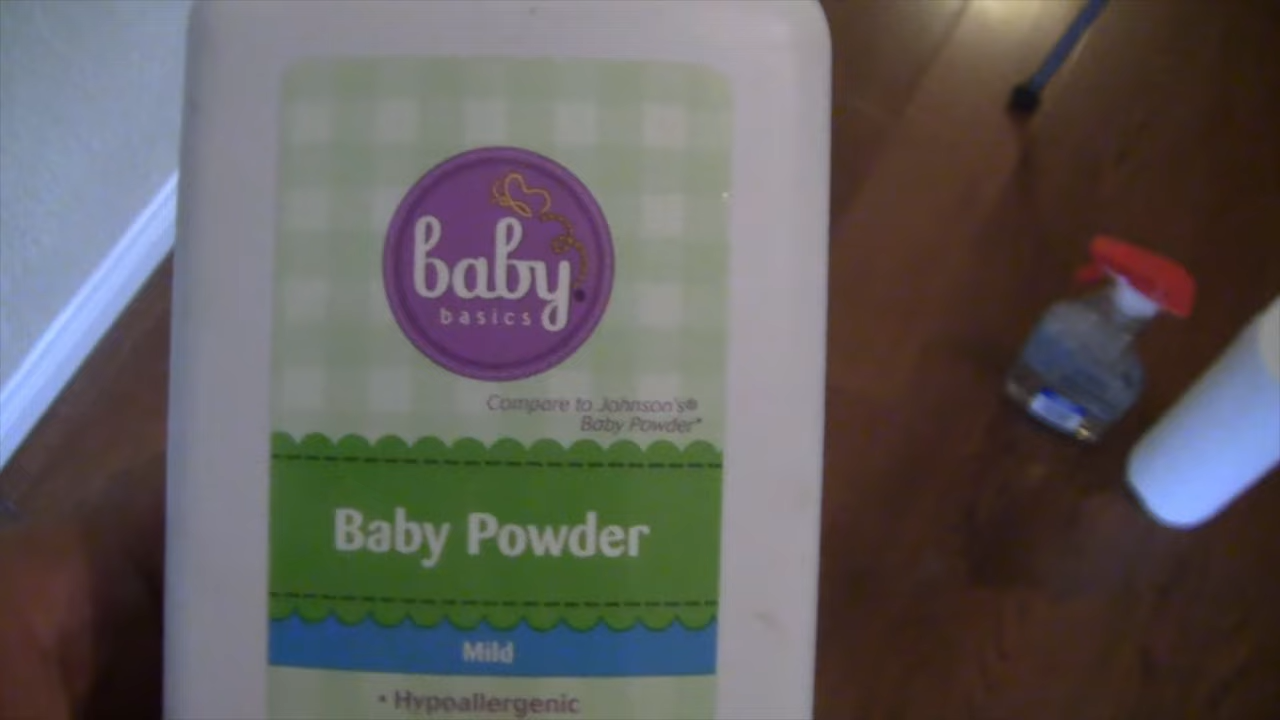 baby
basics
Compare to Johnson's®
Baby Powder*
Baby Powder
Mild
• Hypoallergenic